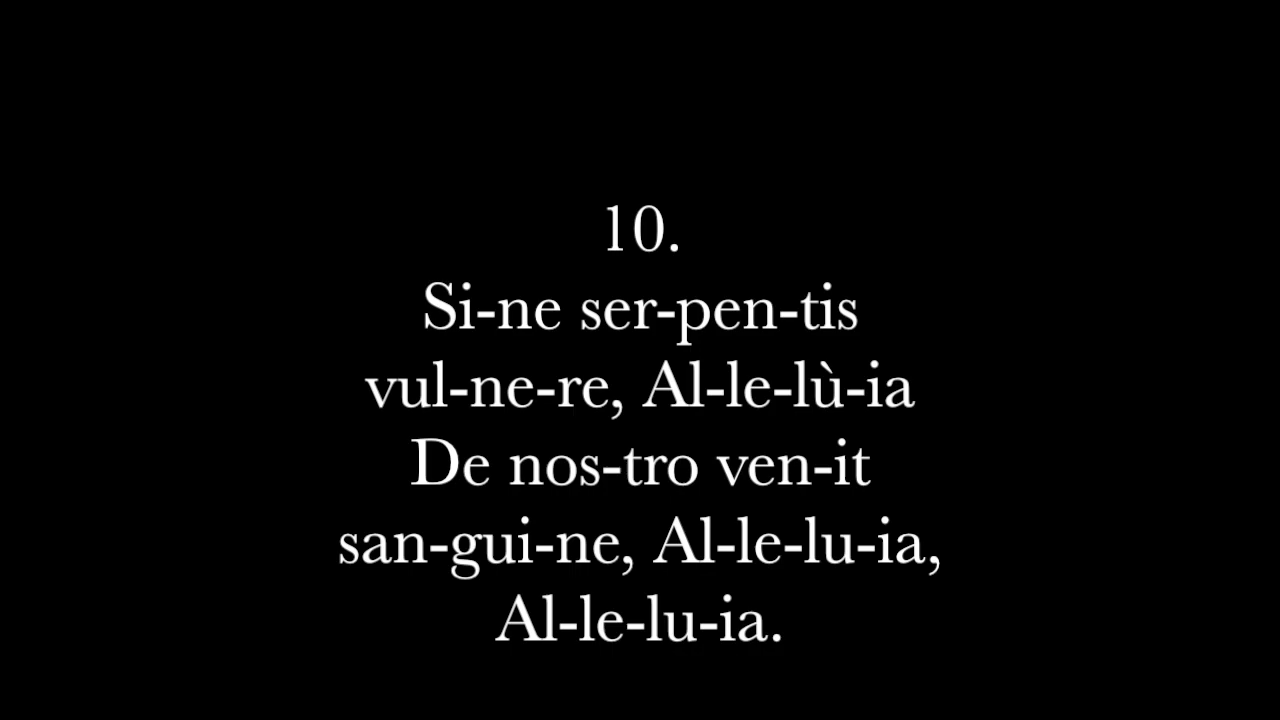 10.
Si-ne ser-pen-tis
vul-ne-re, Al-le-lù-ia
De nos-tro ven-it
san-gui-ne, Al-le-lu-ia,
Al-le-lu-ia.